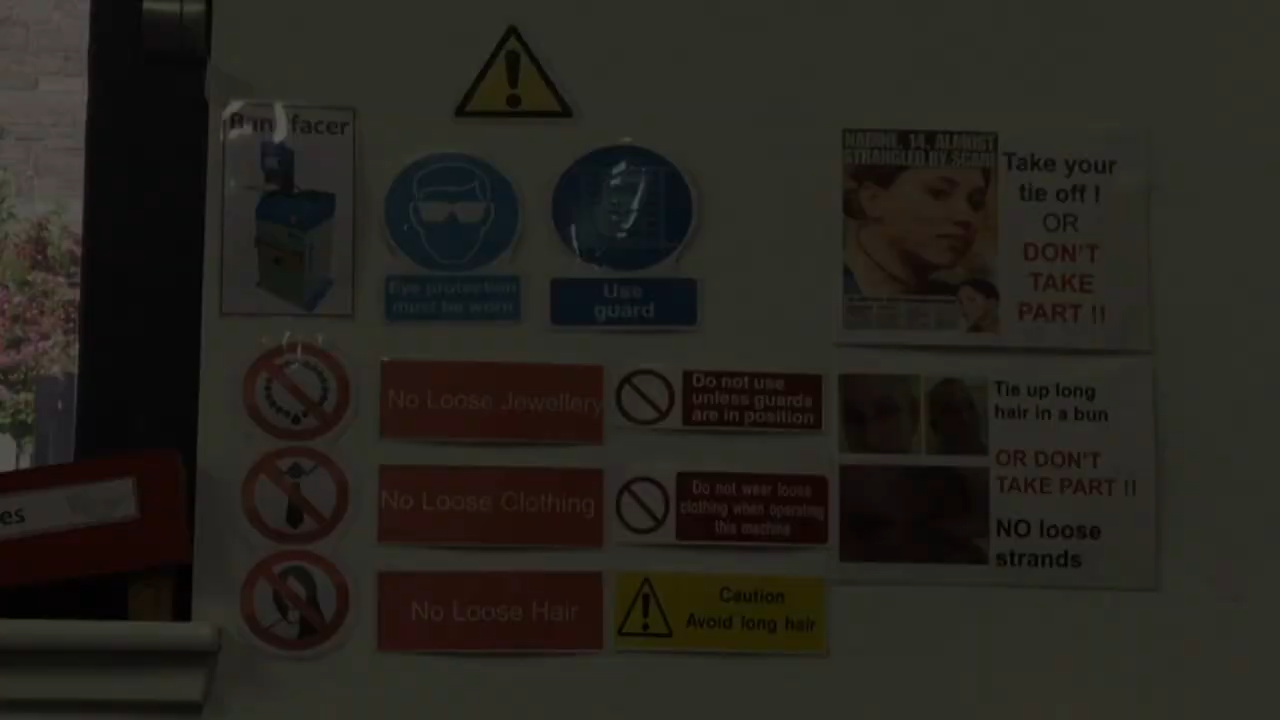 Band facer
Eye protection
must be worn
Use
guard
No Loose Jewellery
Do not use
unless guards
are in position
No Loose Clothing
Do not wear loose
clothing when operating
this machine
No Loose Hair
Caution
Avoid long hair
NADINE, 14, ALMOST
STRANGLED BY SCARF
Take your
tie off !
OR
DON'T
TAKE
PART !!
Tie up long
hair in a bun
OR DON'T
TAKE PART !!
NO loose
strands
es